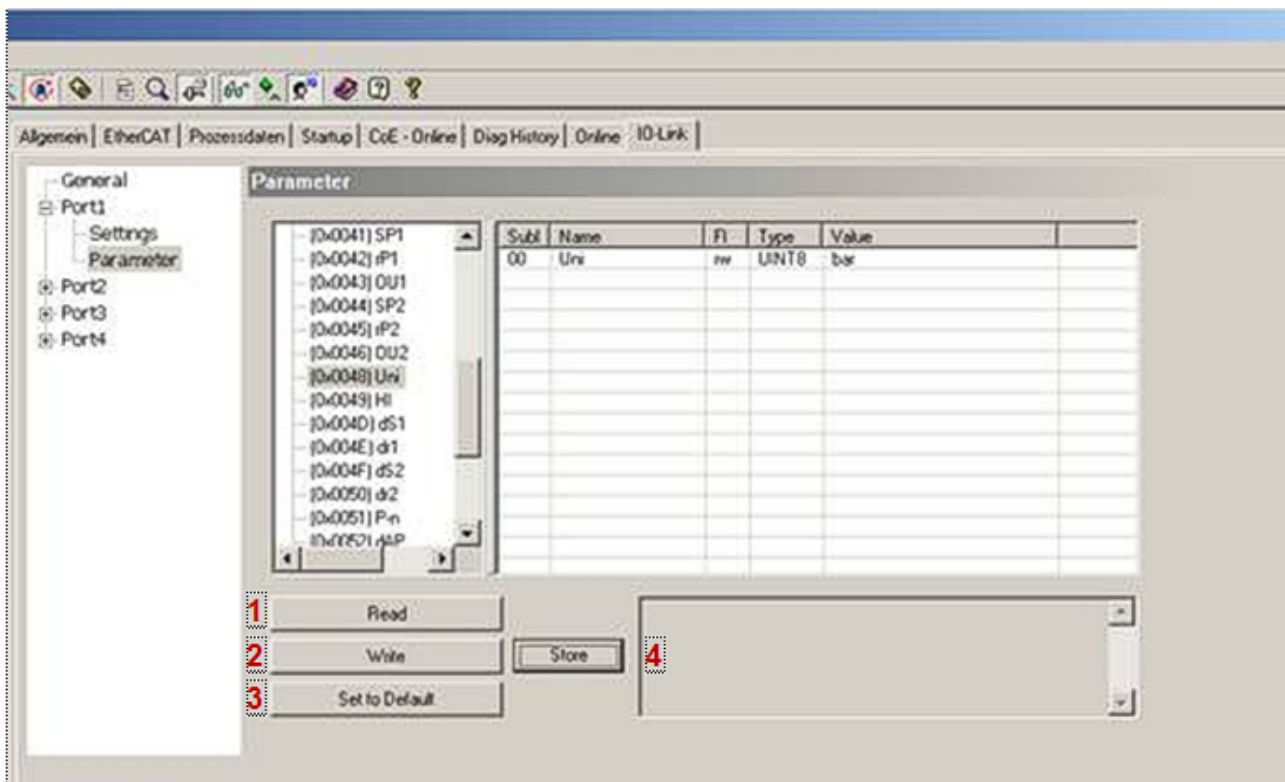 Allgemein | EtherCAT | Prozessdaten | Startup | CoE - Online | Diag History | Online | IO-Link
General
Port1
Settings
Parameter
Port2
Port3
Port4
Parameter
[0x0041] SP1
[0x0042] rP1
[0x0043] OU1
[0x0044] SP2
[0x0045] rP2
[0x0046] OU2
[0x0048] Uni
[0x0049] HI
[0x004D] dS1
[0x004E] dr1
[0x004F] dS2
[0x0050] dr2
[0x0051] P-n
[0x0052] dAP
SubI Name Fl Type Value
00 Uni rw UINT8 bar
1 Read
2 Write Store 4
3 Set to Default